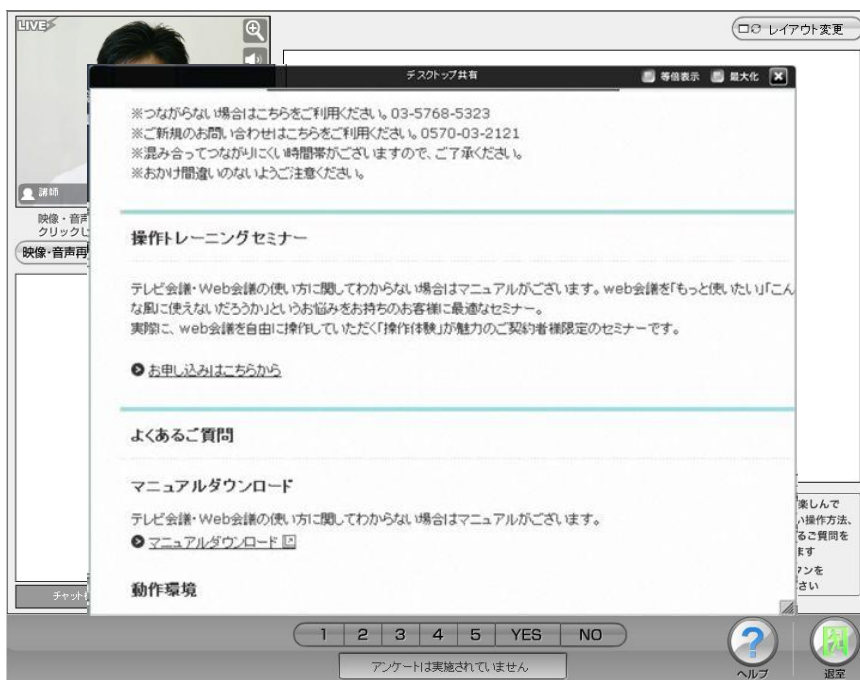 LIVE
レイアウト変更
デスクトップ共有
等倍表示
最大化
※つながらない場合はこちらをご利用ください。03-5768-5323
※ご新規のお問い合わせはこちらをご利用ください。0570-03-2121
※混み合ってつながりにくい時間帯がございますので、ご了承ください。
※おかけ間違いのないようご注意ください。
講師
映像・音声
クリックし
映像・音声再
操作トレーニングセミナー
テレビ会議・Web会議の使い方に関してわからない場合はマニュアルがございます。web会議を「もっと使いたい」「こん
な風に使えないだろうか」というお悩みをお持ちのお客様に最適なセミナー。
実際に、web会議を自由に操作していただく「操作体験」が魅力のご契約者様限定のセミナーです。
お申し込みはこちらから
よくあるご質問
マニュアルダウンロード
テレビ会議・Web会議の使い方に関してわからない場合はマニュアルがございます。
マニュアルダウンロード
動作環境
楽しんで
い操作方法、
るご質問を
ます
タンを
さい
チャット
1 2 3 4 5 YES NO
アンケートは実施されていません
ヘルプ
退室